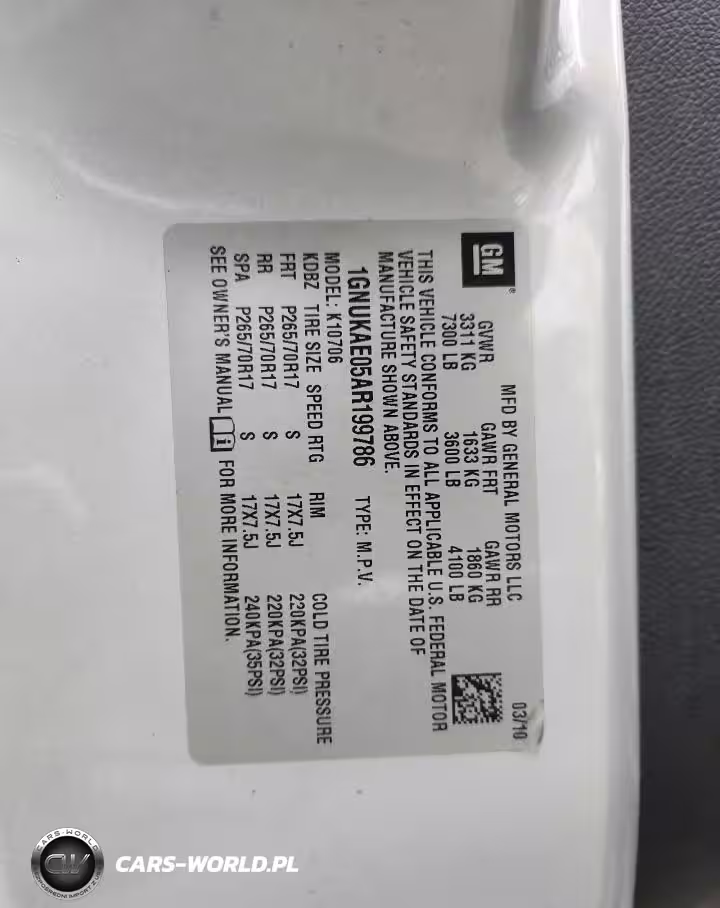 GM®
MFD BY GENERAL MOTORS LLC 03/10
GVWR GAWR FRT GAWR RR
3311 KG 1633 KG 1860 KG
7300 LB 3600 LB 4100 LB
THIS VEHICLE CONFORMS TO ALL APPLICABLE U.S. FEDERAL MOTOR
VEHICLE SAFETY STANDARDS IN EFFECT ON THE DATE OF
MANUFACTURE SHOWN ABOVE.
1GNUKAE05AR199786 TYPE: M.P.V.
MODEL: K10706
KDBZ TIRE SIZE SPEED RTG RIM COLD TIRE PRESSURE
FRT P265/70R17 S 17X7.5J 220KPA(32PSI)
RR P265/70R17 S 17X7.5J 220KPA(32PSI)
SPA P265/70R17 S 17X7.5J 240KPA(35PSI)
SEE OWNER'S MANUAL i FOR MORE INFORMATION.
CARS-WORLD
CW
CARS-WORLD.PL